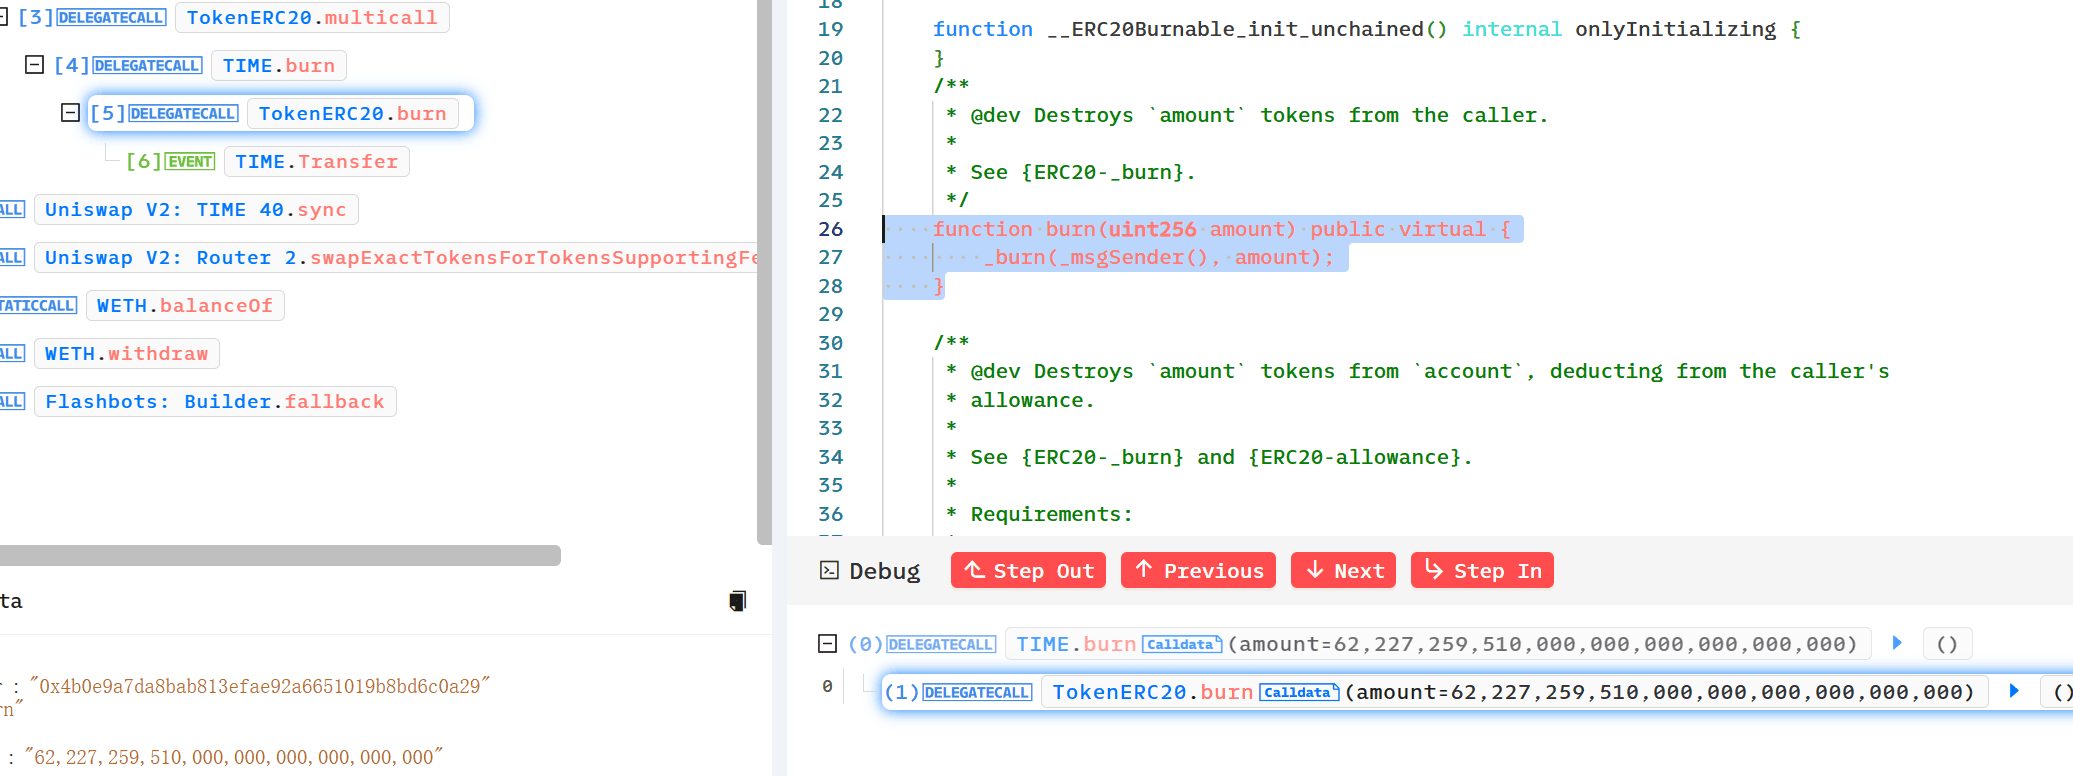 [3]DELEGATECALL TokenERC20.multicall
[4]DELEGATECALL TIME.burn
[5]DELEGATECALL TokenERC20.burn
[6]EVENT TIME.Transfer
ALL Uniswap V2: TIME 40.sync
ALL Uniswap V2: Router 2.swapExactTokensForTokensSupportingFe
TATICCALL WETH.balanceOf
ALL WETH.withdraw
ALL Flashbots: Builder.fallback
ta
: "0x4b0e9a7da8bab813efae92a6651019b8bd6c0a29"
rn"
: "62,227,259,510,000,000,000,000,000,000"
18
19 function __ERC20Burnable_init_unchained() internal onlyInitializing {
20 }
21 /**
22 * @dev Destroys `amount` tokens from the caller.
23 *
24 * See {ERC20-_burn}.
25 */
26 function burn(uint256 amount) public virtual {
27 _burn(_msgSender(), amount);
28 }
29
30 /**
31 * @dev Destroys `amount` tokens from `account`, deducting from the caller's
32 * allowance.
33 *
34 * See {ERC20-_burn} and {ERC20-allowance}.
35 *
36 * Requirements:
Debug Step Out Previous Next Step In
(0)DELEGATECALL TIME.burn Calldata (amount=62,227,259,510,000,000,000,000,000,000) ()
0 (1)DELEGATECALL TokenERC20.burn Calldata (amount=62,227,259,510,000,000,000,000,000,000) ()